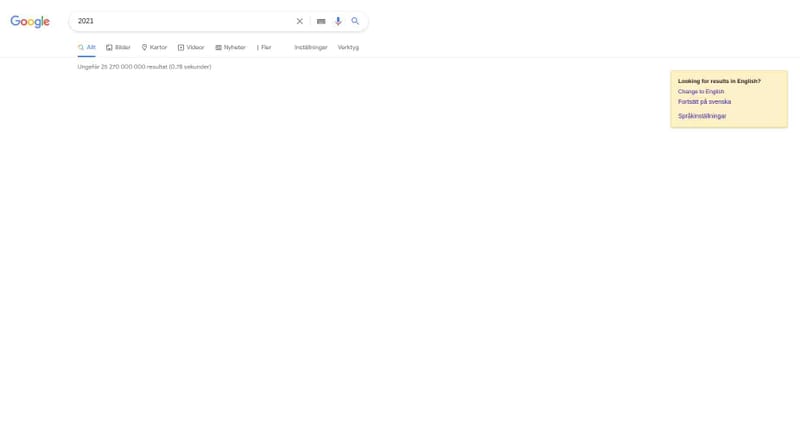 Google 2021
Allt Bilder Kartor Videor Nyheter Fler Inställningar Verktyg
Ungefär 25 270 000 000 resultat (0,78 sekunder)
Looking for results in English?
Change to English
Fortsätt på svenska
Språkinställningar